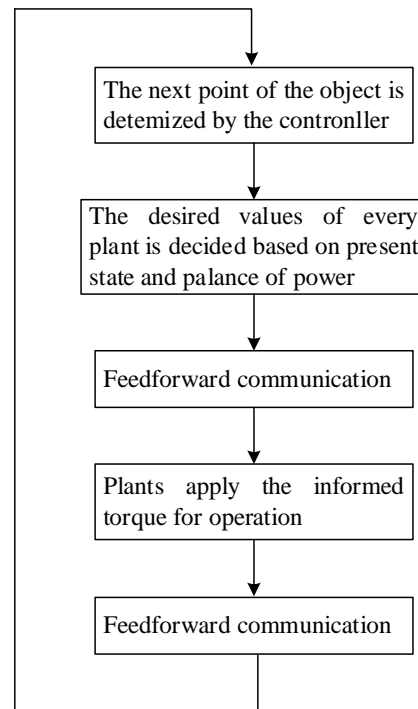 The next point of the object is
detemized by the contronller
The desired values of every
plant is decided based on present
state and palance of power
Feedforward communication
Plants apply the informed
torque for operation
Feedforward communication